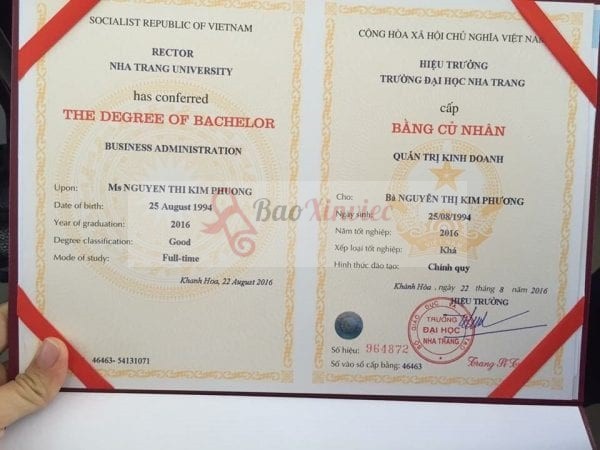 SOCIALIST REPUBLIC OF VIETNAM
RECTOR
NHA TRANG UNIVERSITY
has conferred
THE DEGREE OF BACHELOR
BUSINESS ADMINISTRATION
Upon: Ms NGUYEN THI KIM PHUONG
Date of birth: 25 August 1994
Year of graduation: 2016
Degree classification: Good
Mode of study: Full-time
Khanh Hoa, 22 August 2016
46463- 54131071
CỘNG HÒA XÃ HỘI CHỦ NGHĨA VIỆT NAM
HIỆU TRƯỞNG
TRƯỜNG ĐẠI HỌC NHA TRANG
cấp
BẰNG CỬ NHÂN
QUẢN TRỊ KINH DOANH
Cho: Bà NGUYỄN THỊ KIM PHƯƠNG
Ngày sinh: 25/08/1994
Năm tốt nghiệp: 2016
Xếp loại tốt nghiệp: Khá
Hình thức đào tạo: Chính quy
Khánh Hòa, ngày 22 tháng 8 năm 2016
HIỆU TRƯỞNG
TRƯỜNG
ĐẠI HỌC
NHA TRANG
Số hiệu: 964872
Số vào sổ cấp bằng: 46463
Trang Sĩ
BaoXinviec